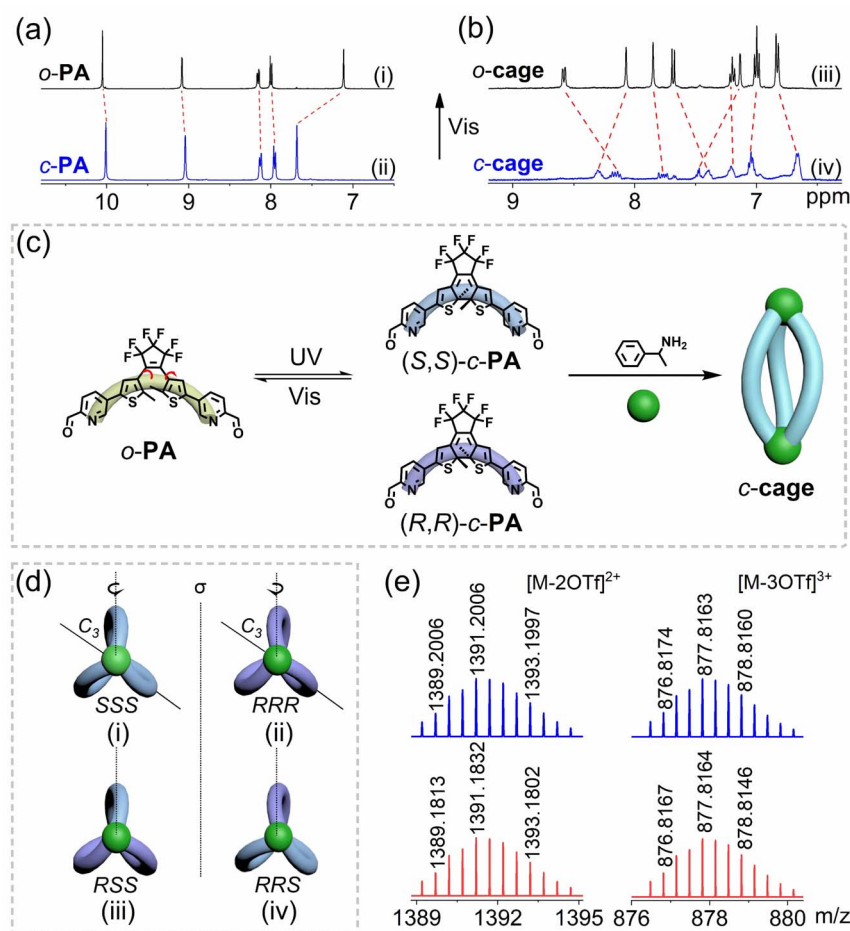 (a)
o-PA
(i)
c-PA
(ii)
10
9
8
7
(b)
o-cage
(iii)
Vis
c-cage
(iv)
9
8
7
ppm
(c)
F F F F F F
S S
N N
O O
o-PA
UV
Vis
F F F F F F
S S
N N
O O
(S,S)-c-PA
F F F F F F
S S
N N
O O
(R,R)-c-PA
NH2
c-cage
(d)
σ
C3
SSS
(i)
C3
RRR
(ii)
RSS
(iii)
RRS
(iv)
(e)
[M-2OTf]2+
[M-3OTf]3+
1389.2006
1391.2006
1393.1997
876.8174
877.8163
878.8160
1389.1813
1391.1832
1393.1802
876.8167
877.8164
878.8146
1389
1392
1395
876
878
880
m/z